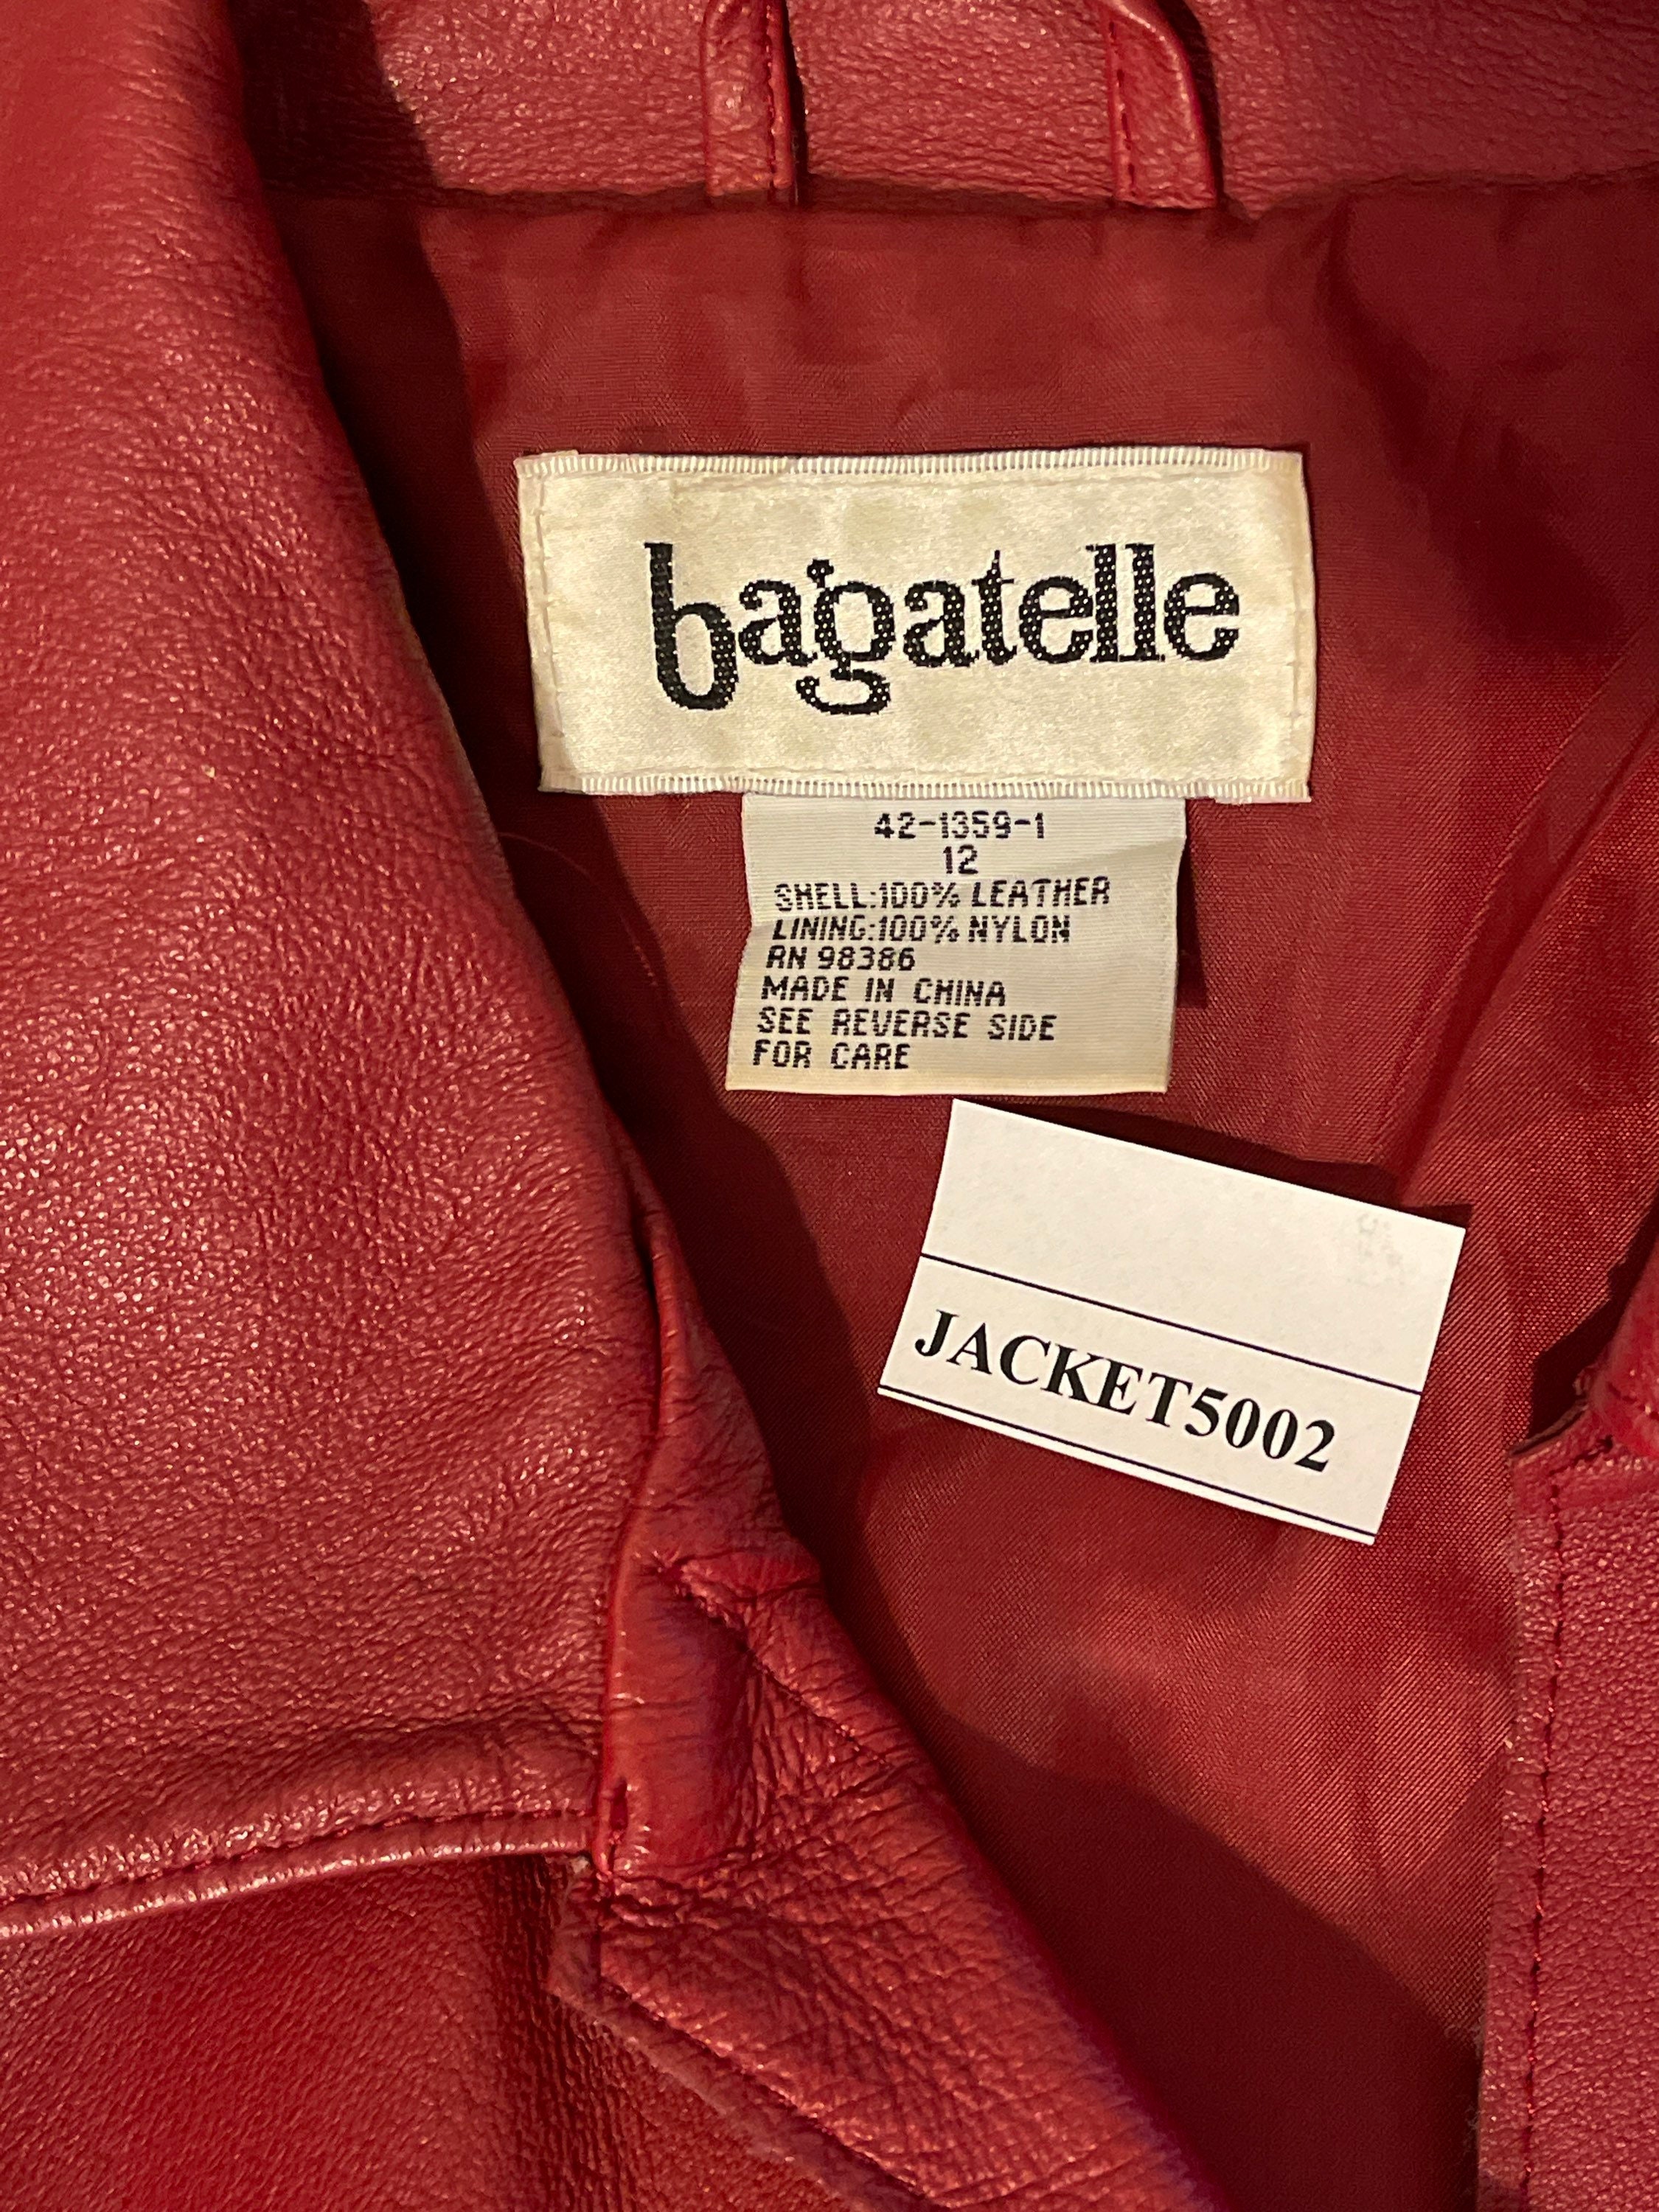 bagatelle
42-1359-1
12
SHELL:100% LEATHER
LINING:100% NYLON
RN 98386
MADE IN CHINA
SEE REVERSE SIDE
FOR CARE
JACKET5002